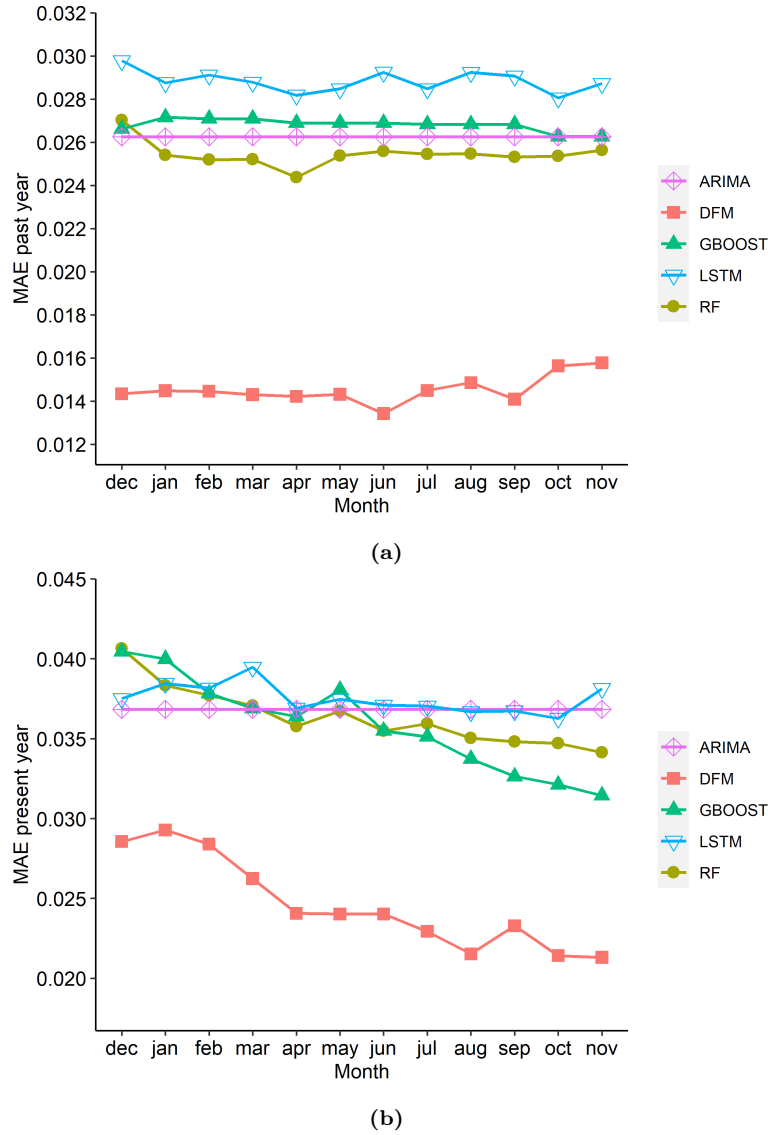 0.032
0.030
0.028
0.026
0.024
0.022
0.020
0.018
0.016
0.014
0.012
MAE past year
dec jan feb mar apr may jun jul aug sep oct nov
Month
ARIMA
DFM
GBOOST
LSTM
RF
(a)
0.045
0.040
0.035
0.030
0.025
0.020
MAE present year
dec jan feb mar apr may jun jul aug sep oct nov
Month
ARIMA
DFM
GBOOST
LSTM
RF
(b)